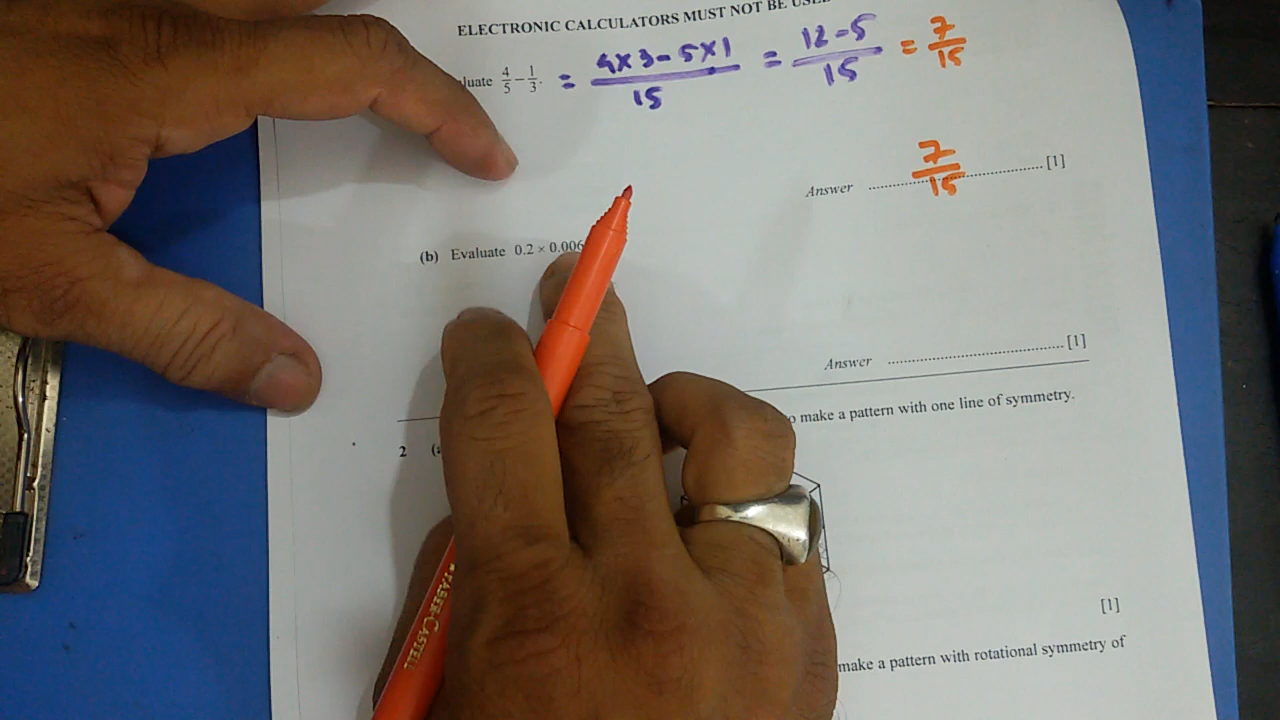 ELECTRONIC CALCULATORS MUST NOT BE
luate 4/5 − 1/3. = 4×3-5×1/15 = 12-5/15 = 7/15
Answer ........ 7/15 ........ [1]
(b) Evaluate 0.2 × 0.006
Answer ........ [1]
make a pattern with one line of symmetry.
2
[1]
make a pattern with rotational symmetry of
FABER-CASTELL